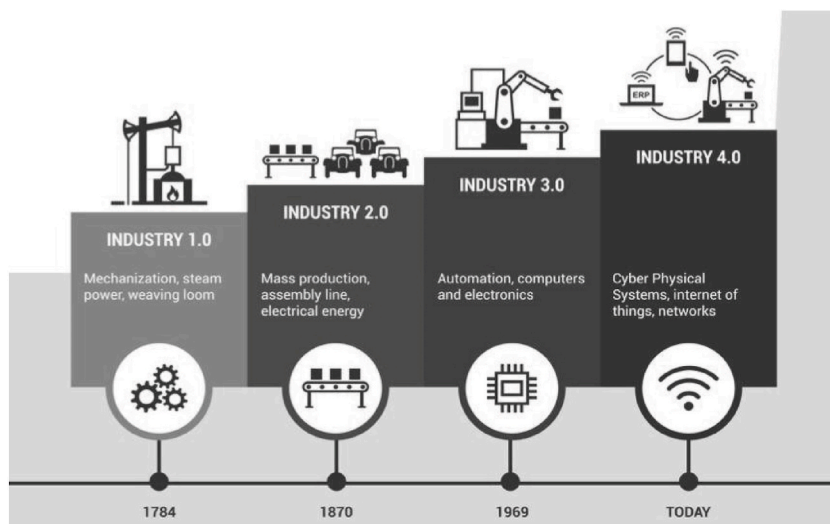 ERP
INDUSTRY 1.0
INDUSTRY 2.0
INDUSTRY 3.0
INDUSTRY 4.0
Mechanization, steam
power, weaving loom
Mass production,
assembly line,
electrical energy
Automation, computers
and electronics
Cyber Physical
Systems, internet of
things, networks
1784
1870
1969
TODAY